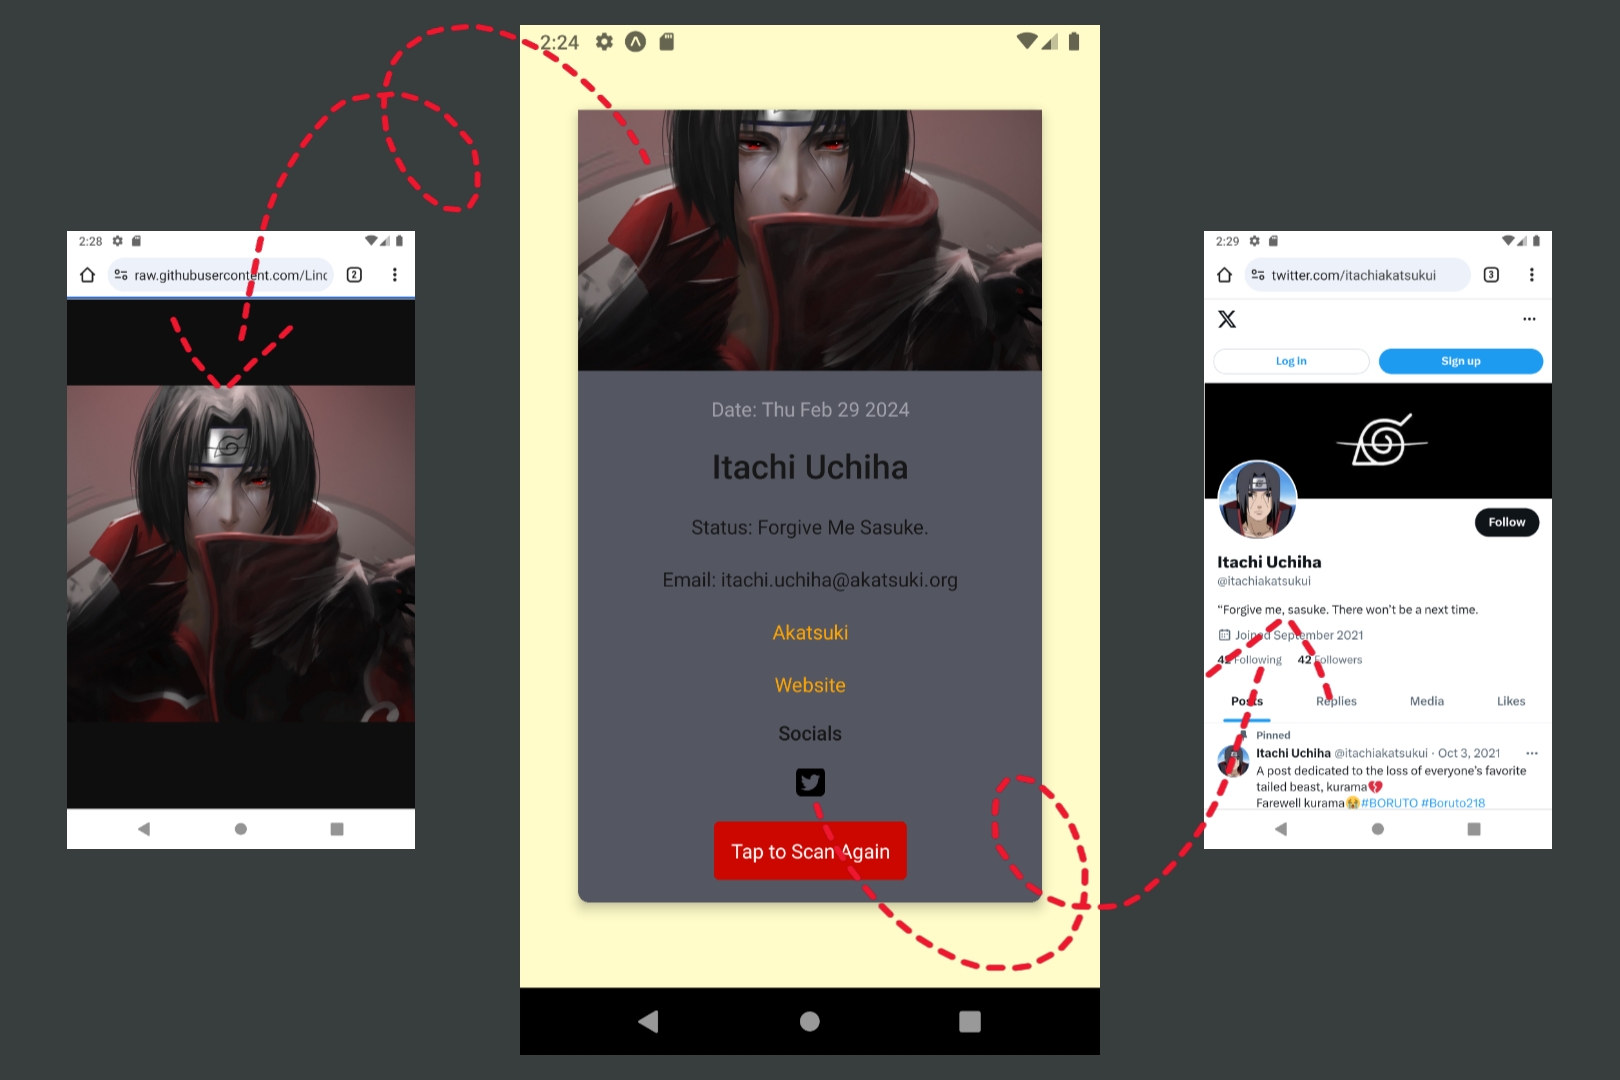 2:28
raw.githubusercontent.com/Linc
2
2:24
Date: Thu Feb 29 2024
Itachi Uchiha
Status: Forgive Me Sasuke.
Email: itachi.uchiha@akatsuki.org
Akatsuki
Website
Socials
Tap to Scan Again
2:29
twitter.com/itachiakatsukui
3
Log in
Sign up
Follow
Itachi Uchiha
@itachiakatsukui
“Forgive me, sasuke. There won’t be a next time.
Joined September 2021
42 Following 42 Followers
Posts Replies Media Likes
Pinned
Itachi Uchiha @itachiakatsukui · Oct 3, 2021
A post dedicated to the loss of everyone’s favorite
tailed beast, kurama💔
Farewell kurama😭#BORUTO #Boruto218